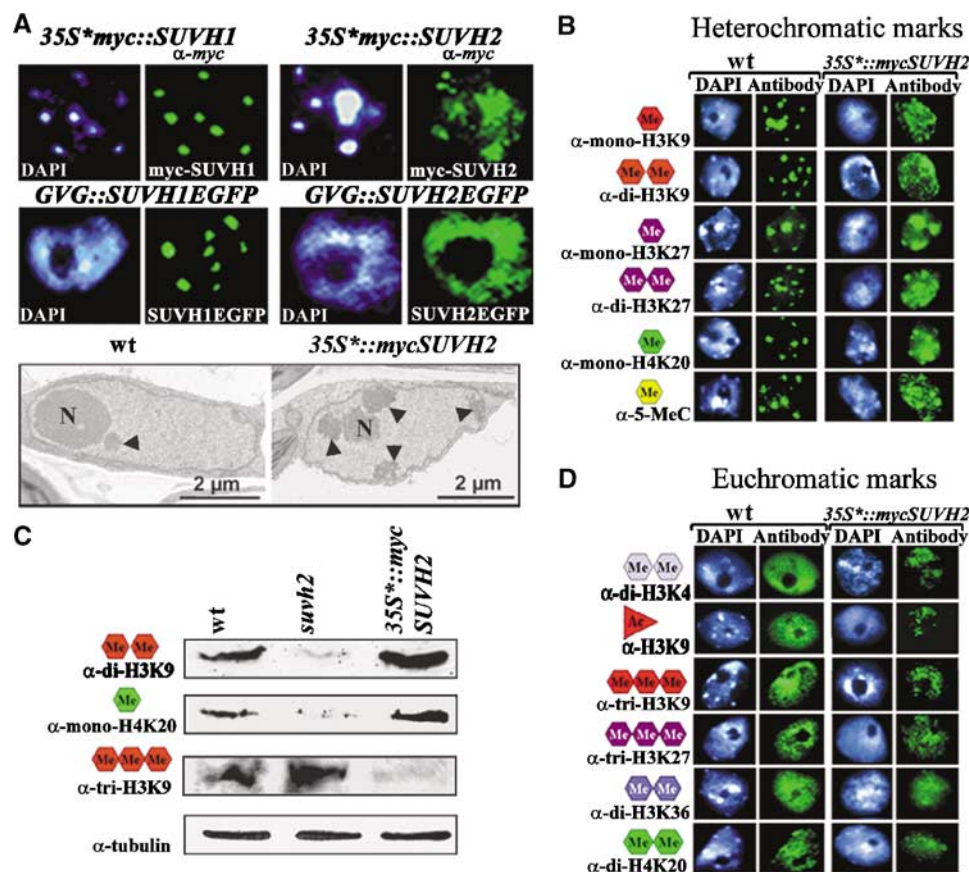 A
35S*myc::SUVH1 35S*myc::SUVH2
α-myc α-myc
DAPI myc-SUVH1 DAPI myc-SUVH2
GVG::SUVH1EGFP GVG::SUVH2EGFP
DAPI SUVH1EGFP DAPI SUVH2EGFP
wt 35S*::mycSUVH2
N N
2 µm 2 µm
B
Heterochromatic marks
wt 35S*::mycSUVH2
DAPI Antibody DAPI Antibody
Me
α-mono-H3K9
Me Me
α-di-H3K9
Me
α-mono-H3K27
Me Me
α-di-H3K27
Me
α-mono-H4K20
Me
α-5-MeC
C
wt suvh2 35S*::myc SUVH2
Me Me
α-di-H3K9
Me
α-mono-H4K20
Me Me Me
α-tri-H3K9
α-tubulin
D
Euchromatic marks
wt 35S*::mycSUVH2
DAPI Antibody DAPI Antibody
Me Me
α-di-H3K4
Ac
α-H3K9
Me Me Me
α-tri-H3K9
Me Me Me
α-tri-H3K27
Me Me
α-di-H3K36
Me Me
α-di-H4K20